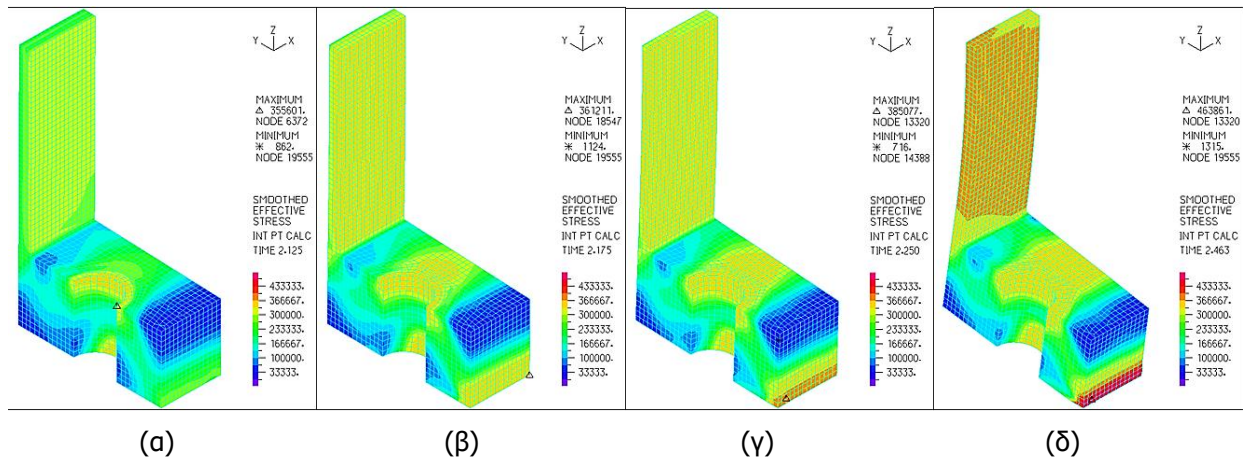 Z
Y X
MAXIMUM
△ 355601.
NODE 6372
MINIMUM
* 862.
NODE 19555
SMOOTHED
EFFECTIVE
STRESS
INT PT CALC
TIME 2.125
433333.
366667.
300000.
233333.
166667.
100000.
33333.
(α)
Z
Y X
MAXIMUM
△ 361211.
NODE 18547
MINIMUM
* 1124.
NODE 19555
SMOOTHED
EFFECTIVE
STRESS
INT PT CALC
TIME 2.175
433333.
366667.
300000.
233333.
166667.
100000.
33333.
(β)
Z
Y X
MAXIMUM
△ 385077.
NODE 13320
MINIMUM
* 716.
NODE 14388
SMOOTHED
EFFECTIVE
STRESS
INT PT CALC
TIME 2.250
433333.
366667.
300000.
233333.
166667.
100000.
33333.
(γ)
Z
Y X
MAXIMUM
△ 463861.
NODE 13320
MINIMUM
* 1315.
NODE 19555
SMOOTHED
EFFECTIVE
STRESS
INT PT CALC
TIME 2.463
433333.
366667.
300000.
233333.
166667.
100000.
33333.
(δ)